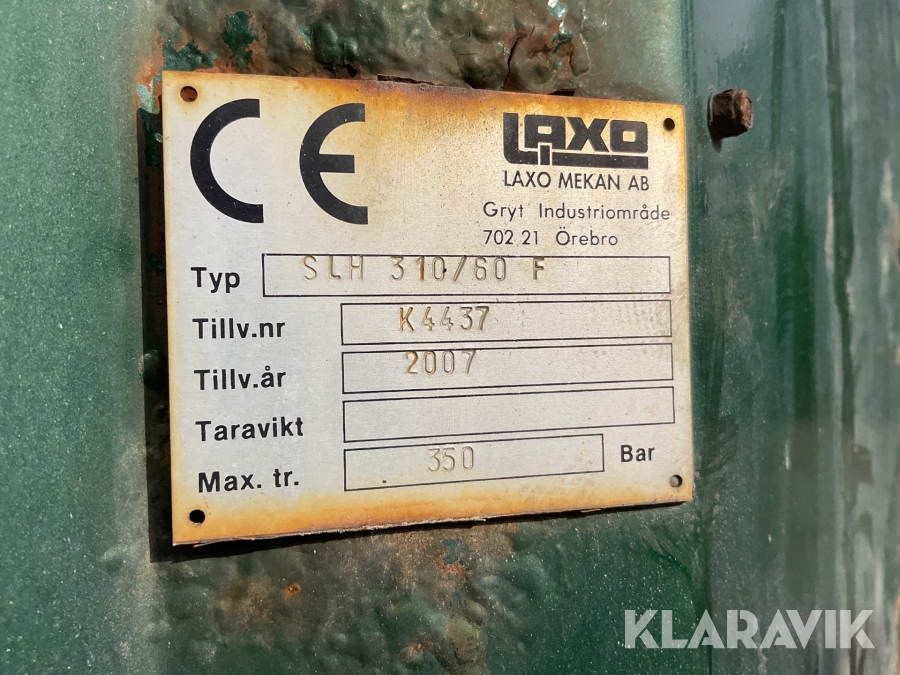 CE
LAXO
LAXO MEKAN AB
Gryt Industriområde
702 21 Örebro
Typ SLH 310/60 F
Tillv.nr K4437
Tillv.år 2007
Taravikt
Max. tr. 350 Bar
KLARAVIK